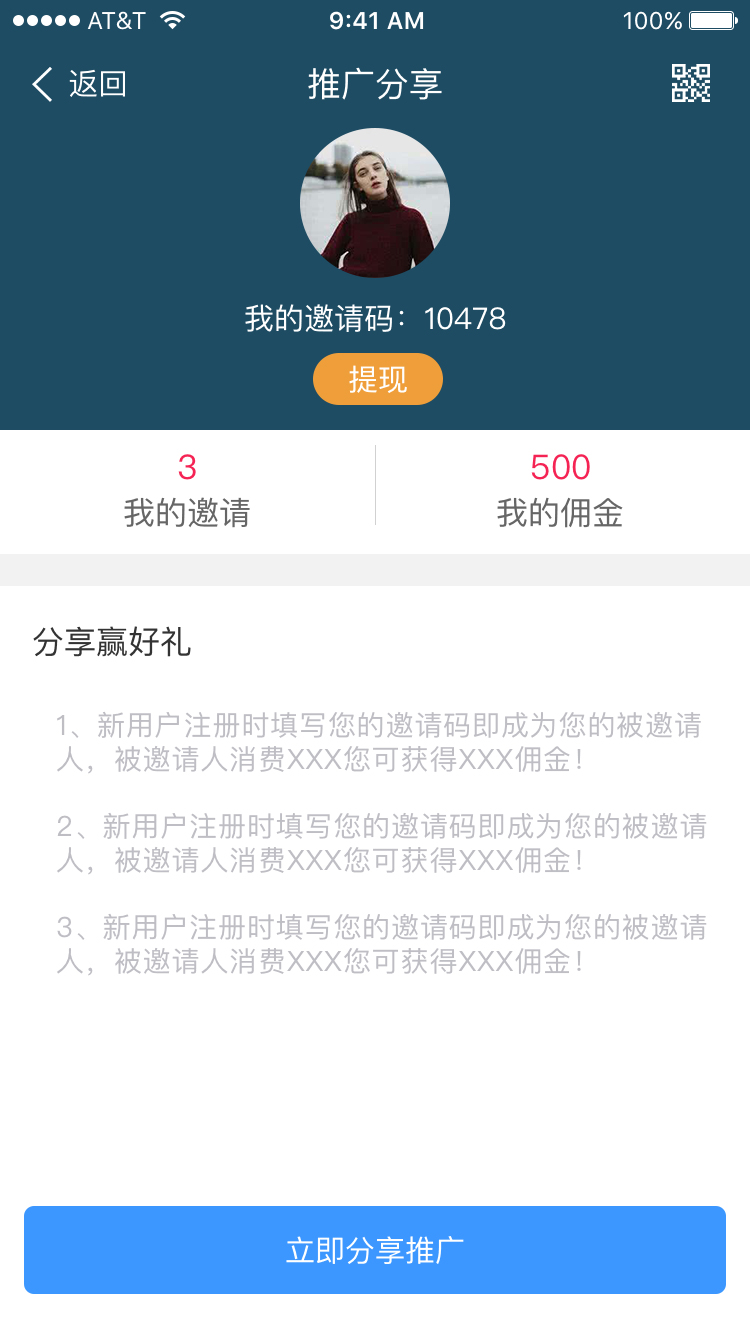 AT&T 9:41 AM 100%
返回 推广分享
我的邀请码：10478
提现
3 500
我的邀请 我的佣金
分享赢好礼
1、新用户注册时填写您的邀请码即成为您的被邀请
人，被邀请人消费XXX您可获得XXX佣金！
2、新用户注册时填写您的邀请码即成为您的被邀请
人，被邀请人消费XXX您可获得XXX佣金！
3、新用户注册时填写您的邀请码即成为您的被邀请
人，被邀请人消费XXX您可获得XXX佣金！
立即分享推广